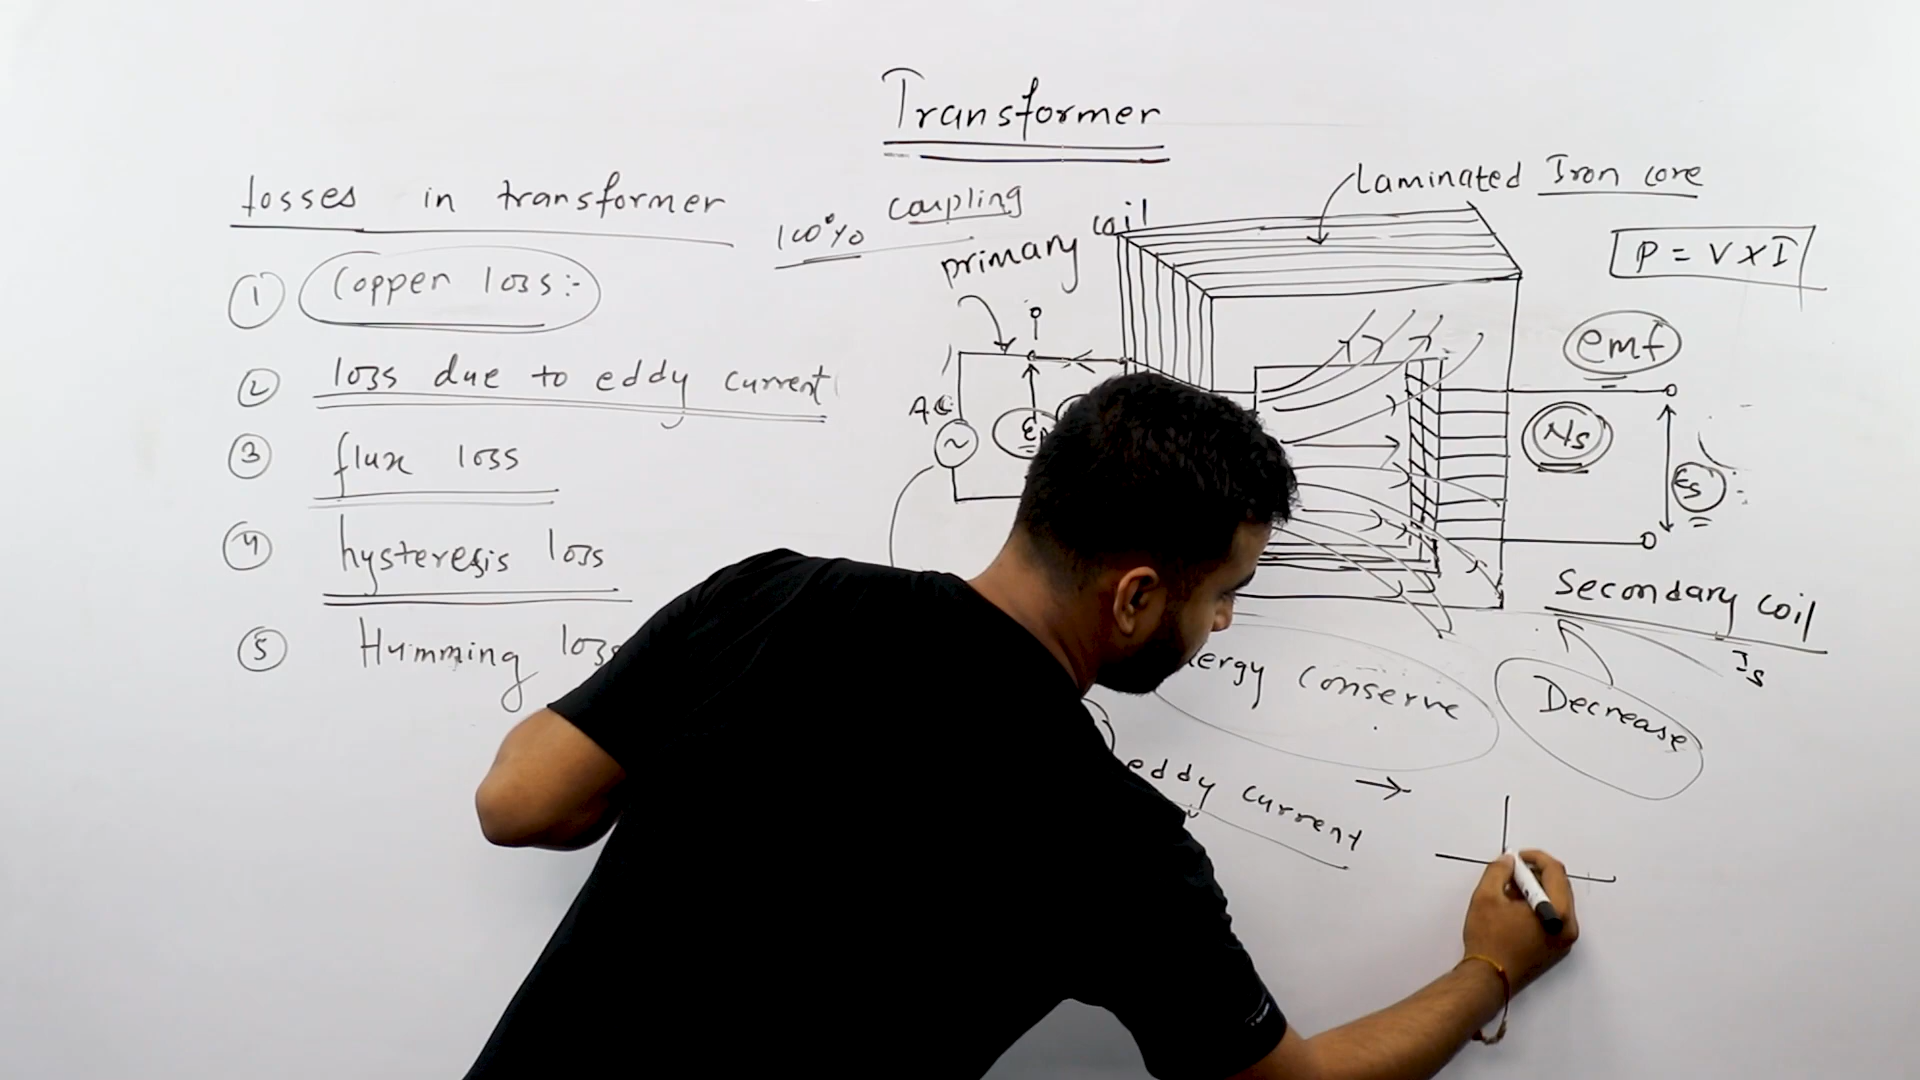 Transformer
losses in transformer
① Copper loss:-
② loss due to eddy current
③ flux loss
④ hysteresis loss
⑤ Humming loss
100% coupling
primary coil
Laminated Iron core
P = V X I
AC
~
emf
Ns
Es
Secondary coil
Is
Conserve
Decrease
eddy current →